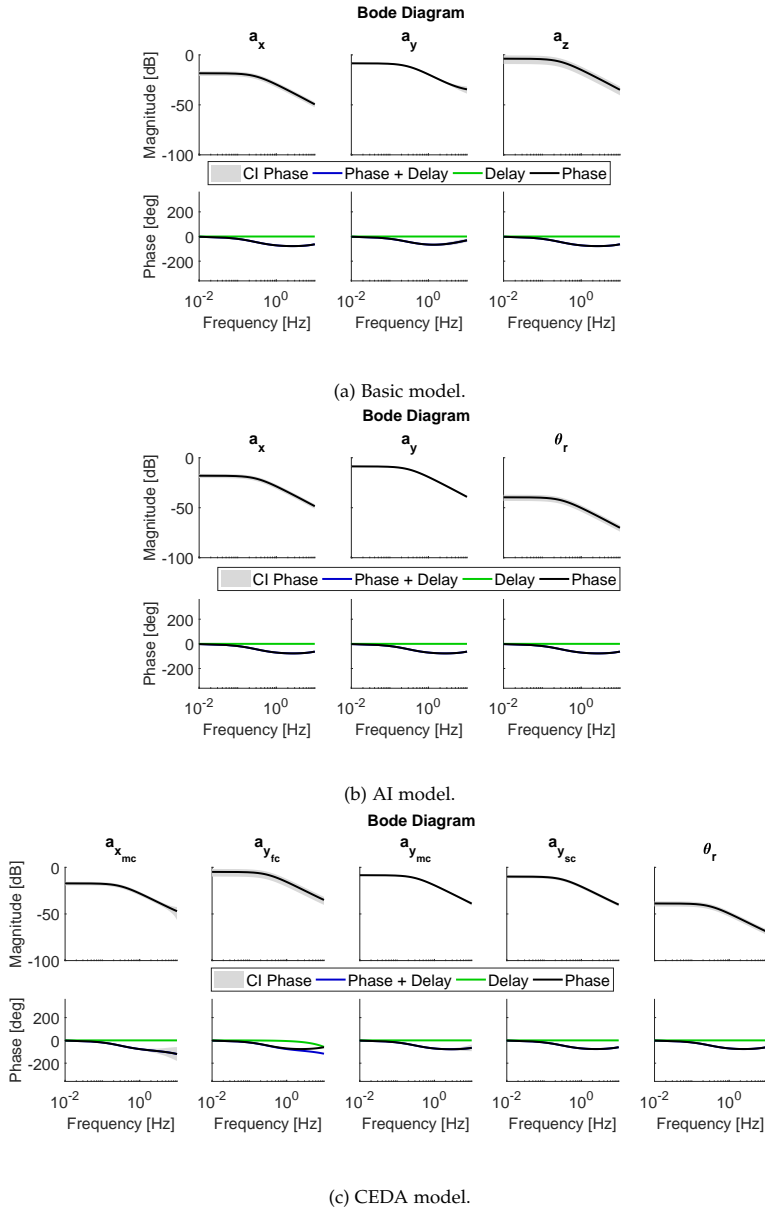 Bode Diagram
a_x a_y a_z
Magnitude [dB]
0
-50
-100
CI Phase Phase + Delay Delay Phase
Phase [deg]
200
0
-200
10^-2 10^0 10^-2 10^0 10^-2 10^0
Frequency [Hz] Frequency [Hz] Frequency [Hz]
(a) Basic model.
Bode Diagram
a_x a_y θ_r
Magnitude [dB]
0
-50
-100
CI Phase Phase + Delay Delay Phase
Phase [deg]
200
0
-200
10^-2 10^0 10^-2 10^0 10^-2 10^0
Frequency [Hz] Frequency [Hz] Frequency [Hz]
(b) AI model.
Bode Diagram
a_x_mc a_y_fc a_y_mc a_y_sc θ_r
Magnitude [dB]
0
-50
-100
CI Phase Phase + Delay Delay Phase
Phase [deg]
200
0
-200
10^-2 10^0 10^-2 10^0 10^-2 10^0 10^-2 10^0 10^-2 10^0
Frequency [Hz] Frequency [Hz] Frequency [Hz] Frequency [Hz] Frequency [Hz]
(c) CEDA model.